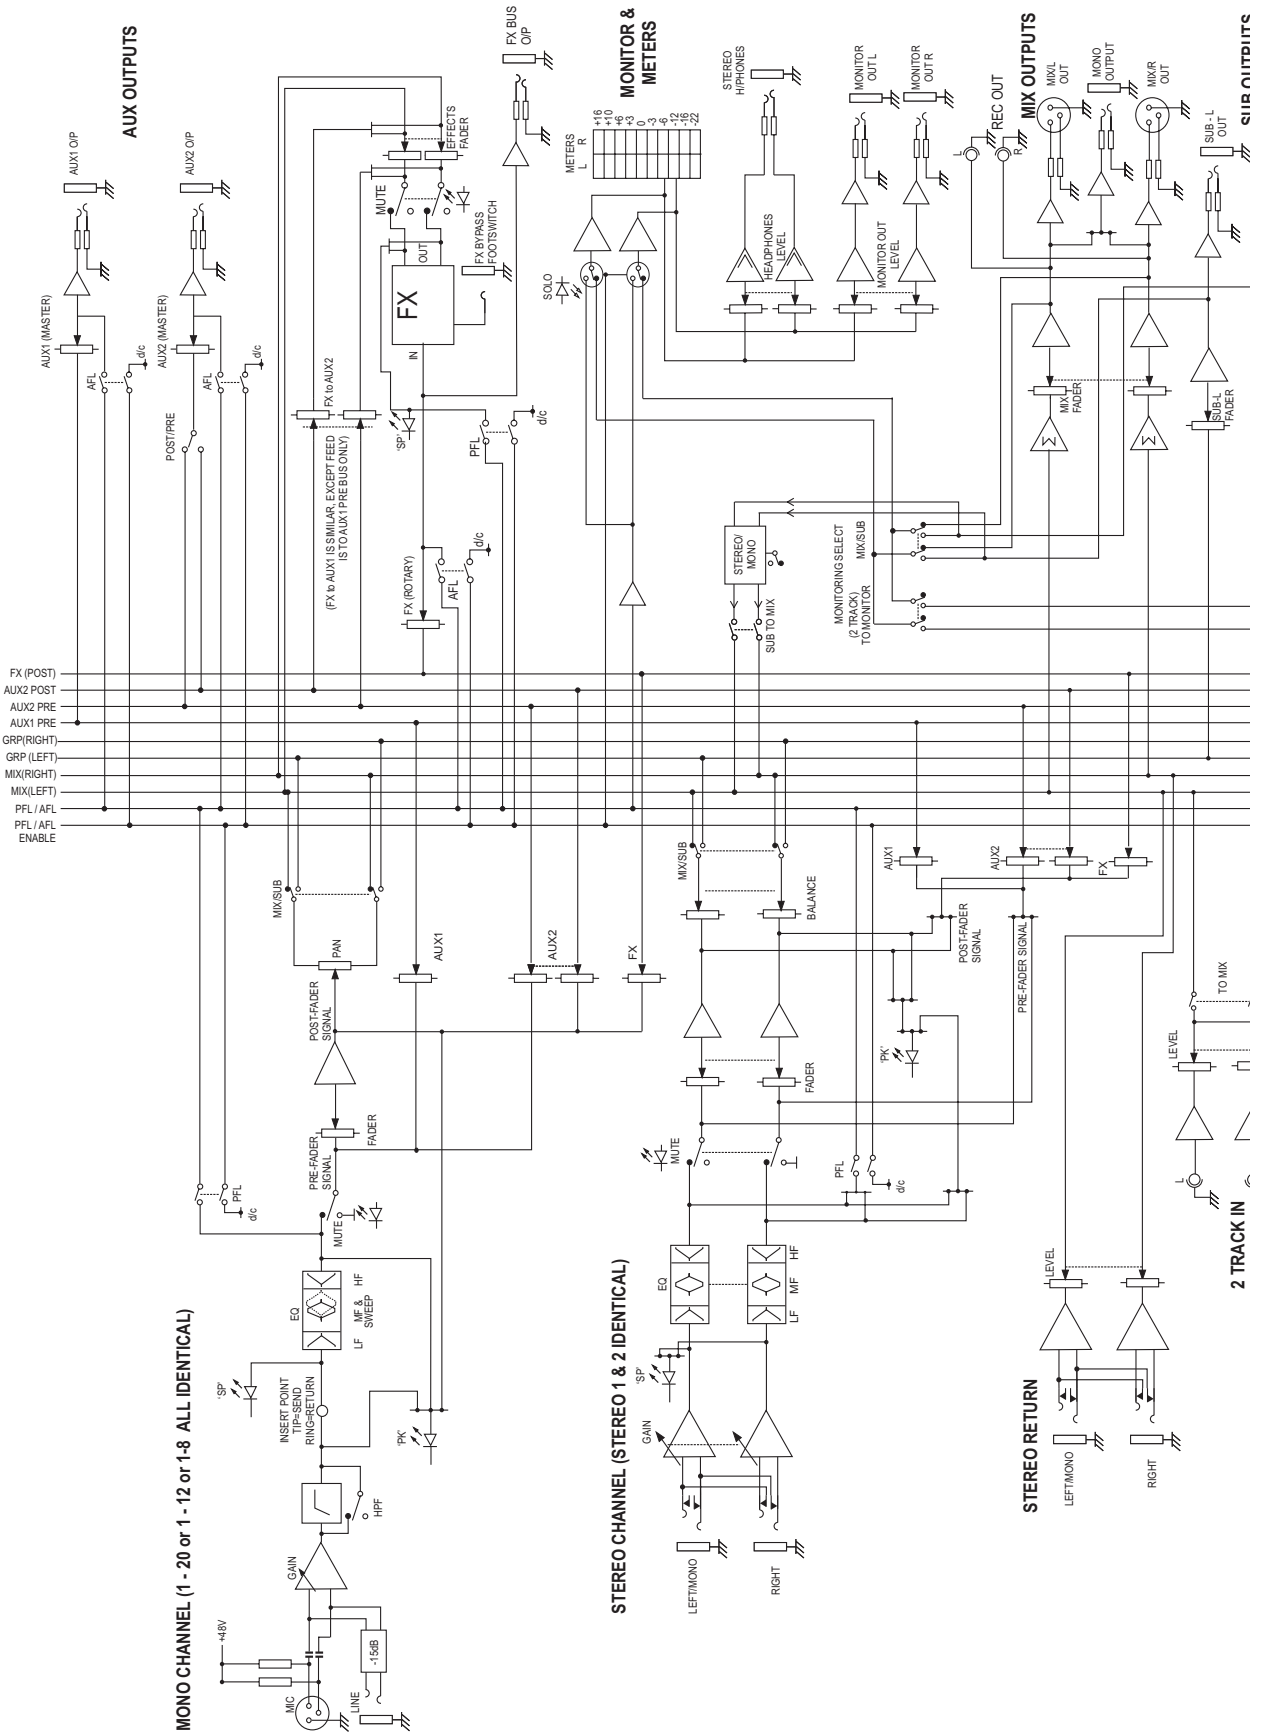 AUX OUTPUTS
AUX1 O/P
AUX2 O/P
AUX1 (MASTER)
AUX2 (MASTER)
AFL
d/c
AFL
d/c
POST/PRE
FX BUS
O/P
EFFECTS
FADER
MUTE
FX BYPASS
FOOTSWITCH
OUT
FX
IN
FX to AUX2
(FX to AUX1 IS SIMILAR, EXCEPT FEED
IS TO AUX1 PRE BUS ONLY)
'SP'
PFL
d/c
FX (ROTARY)
AFL
d/c
MONITOR &
METERS
METERS
L R
+16
+10
+6
+3
0
-3
-6
-12
-16
-22
SOLO
STEREO
H/PHONES
HEADPHONES
LEVEL
MONITOR
OUT L
MONITOR
OUT R
MONITOR OUT
LEVEL
STEREO/
MONO
SUB TO MIX
MONITORING SELECT
(2 TRACK)
TO MONITOR
MIX/SUB
REC OUT
L
R
MIX OUTPUTS
MIX/L
OUT
MONO
OUTPUT
MIX/R
OUT
MIX
FADER
Σ
Σ
SUB OUTPUTS
SUB - L
OUT
SUB-L
FADER
FX (POST)
AUX2 POST
AUX2 PRE
AUX1 PRE
GRP(RIGHT)
GRP (LEFT)
MIX(RIGHT)
MIX(LEFT)
PFL / AFL
PFL / AFL
ENABLE
MONO CHANNEL (1 - 20 or 1 - 12 or 1-8 ALL IDENTICAL)
MIC
LINE
+48V
-15dB
GAIN
HPF
INSERT POINT
TIP=SEND
RING=RETURN
'SP'
'PK'
EQ
LF
MF &
SWEEP
HF
MUTE
PFL
d/c
PRE-FADER
SIGNAL
FADER
POST-FADER
SIGNAL
PAN
MIX/SUB
AUX1
AUX2
FX
STEREO CHANNEL (STEREO 1 & 2 IDENTICAL)
LEFT/MONO
RIGHT
GAIN
'SP'
EQ
LF
MF
HF
MUTE
PFL
d/c
FADER
'PK'
BALANCE
MIX/SUB
POST-FADER
SIGNAL
PRE-FADER SIGNAL
AUX1
AUX2
FX
STEREO RETURN
LEFT/MONO
RIGHT
LEVEL
2 TRACK IN
L
LEVEL
TO MIX